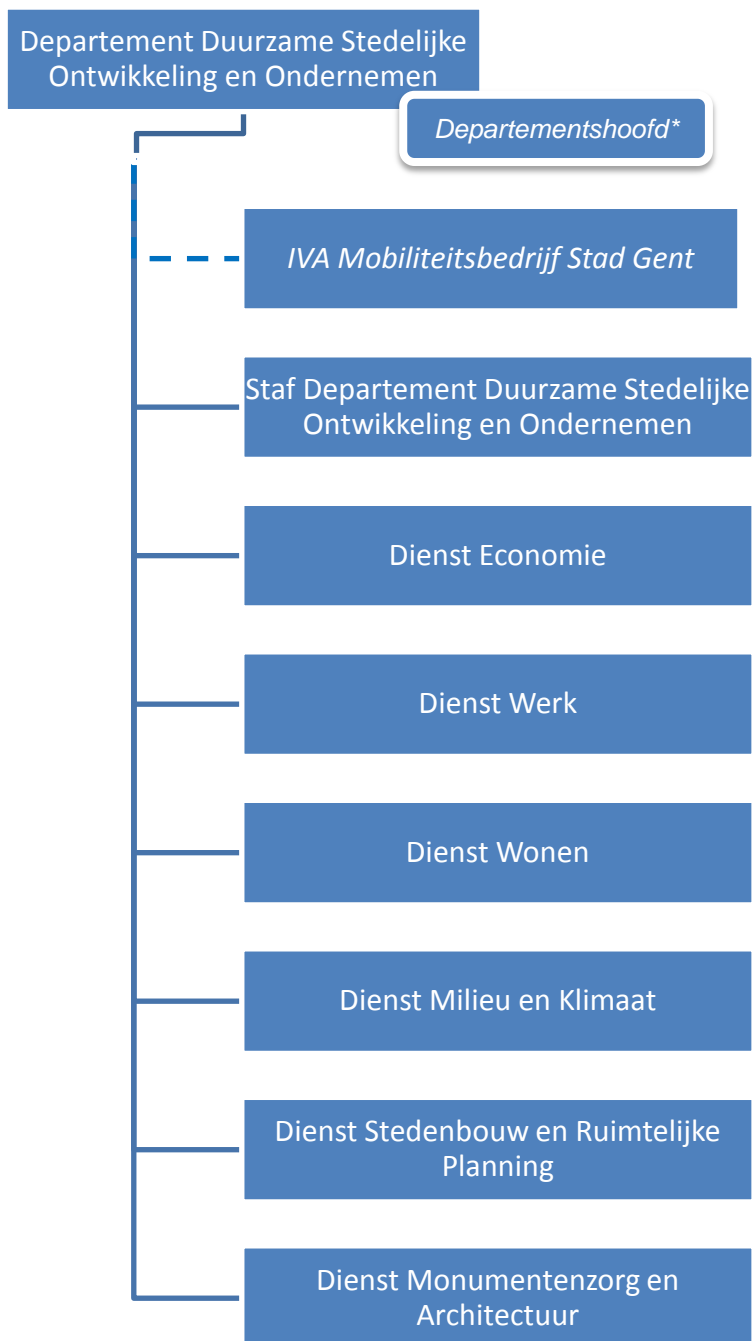 Departement Duurzame Stedelijke
Ontwikkeling en Ondernemen
Departementshoofd*
IVA Mobiliteitsbedrijf Stad Gent
Staf Departement Duurzame Stedelijke
Ontwikkeling en Ondernemen
Dienst Economie
Dienst Werk
Dienst Wonen
Dienst Milieu en Klimaat
Dienst Stedenbouw en Ruimtelijke
Planning
Dienst Monumentenzorg en
Architectuur